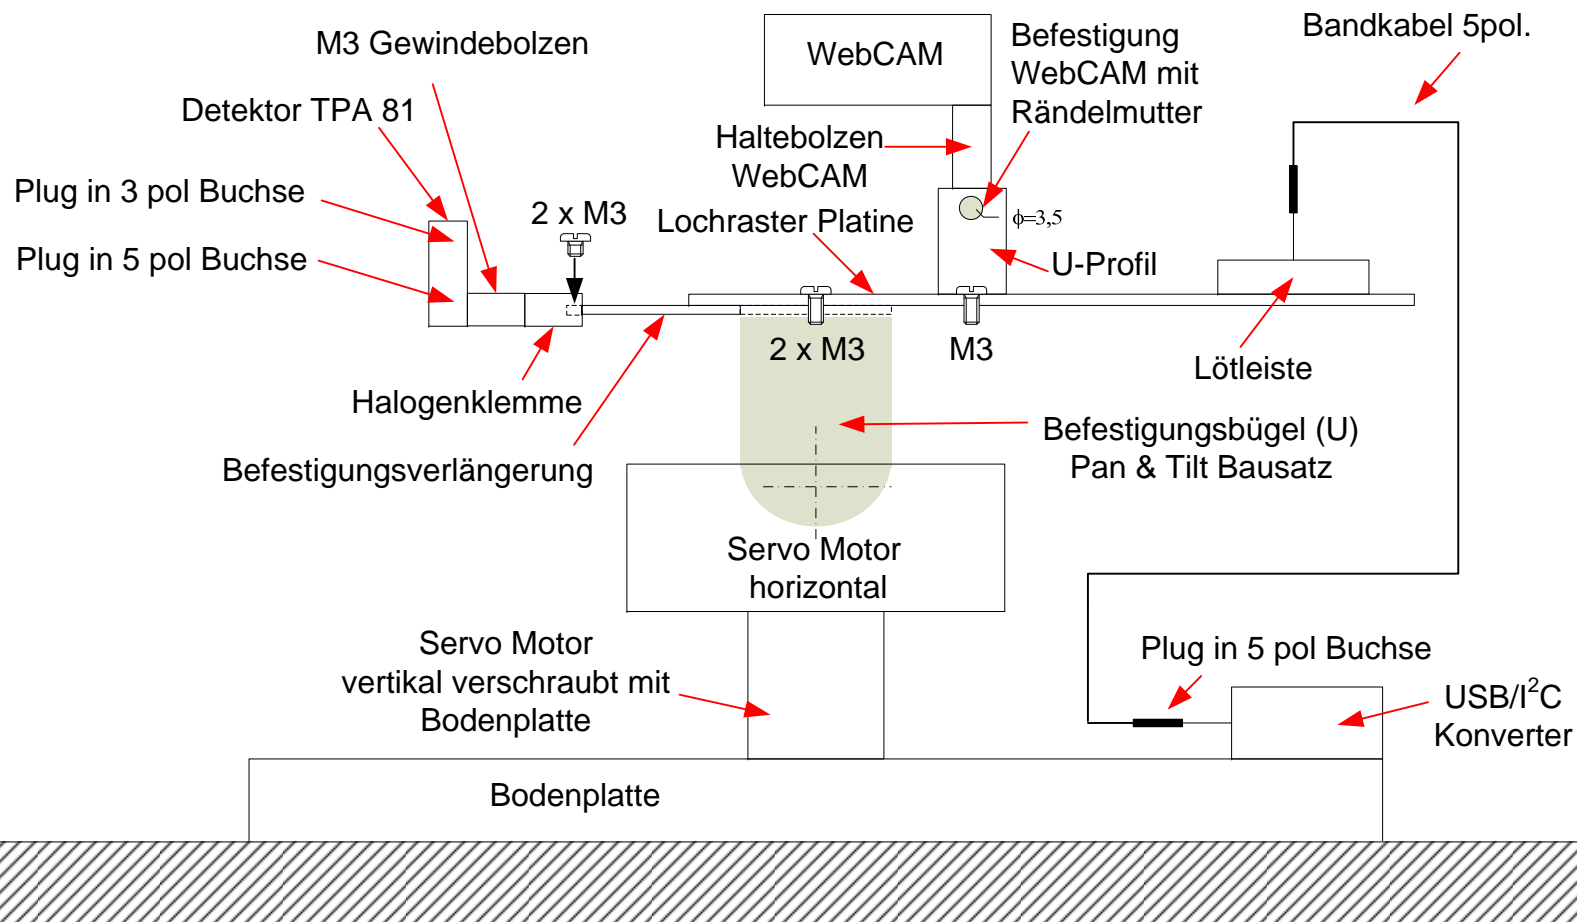 M3 Gewindebolzen
WebCAM
Befestigung
WebCAM mit
Rändelmutter
Bandkabel 5pol.
Detektor TPA 81
Haltebolzen
WebCAM
Plug in 3 pol Buchse
2 x M3
Lochraster Platine
ϕ=3,5
Plug in 5 pol Buchse
U-Profil
2 x M3
M3
Lötleiste
Halogenklemme
Befestigungsbügel (U)
Pan & Tilt Bausatz
Befestigungsverlängerung
Servo Motor
horizontal
Servo Motor
vertikal verschraubt mit
Bodenplatte
Plug in 5 pol Buchse
USB/I²C
Konverter
Bodenplatte